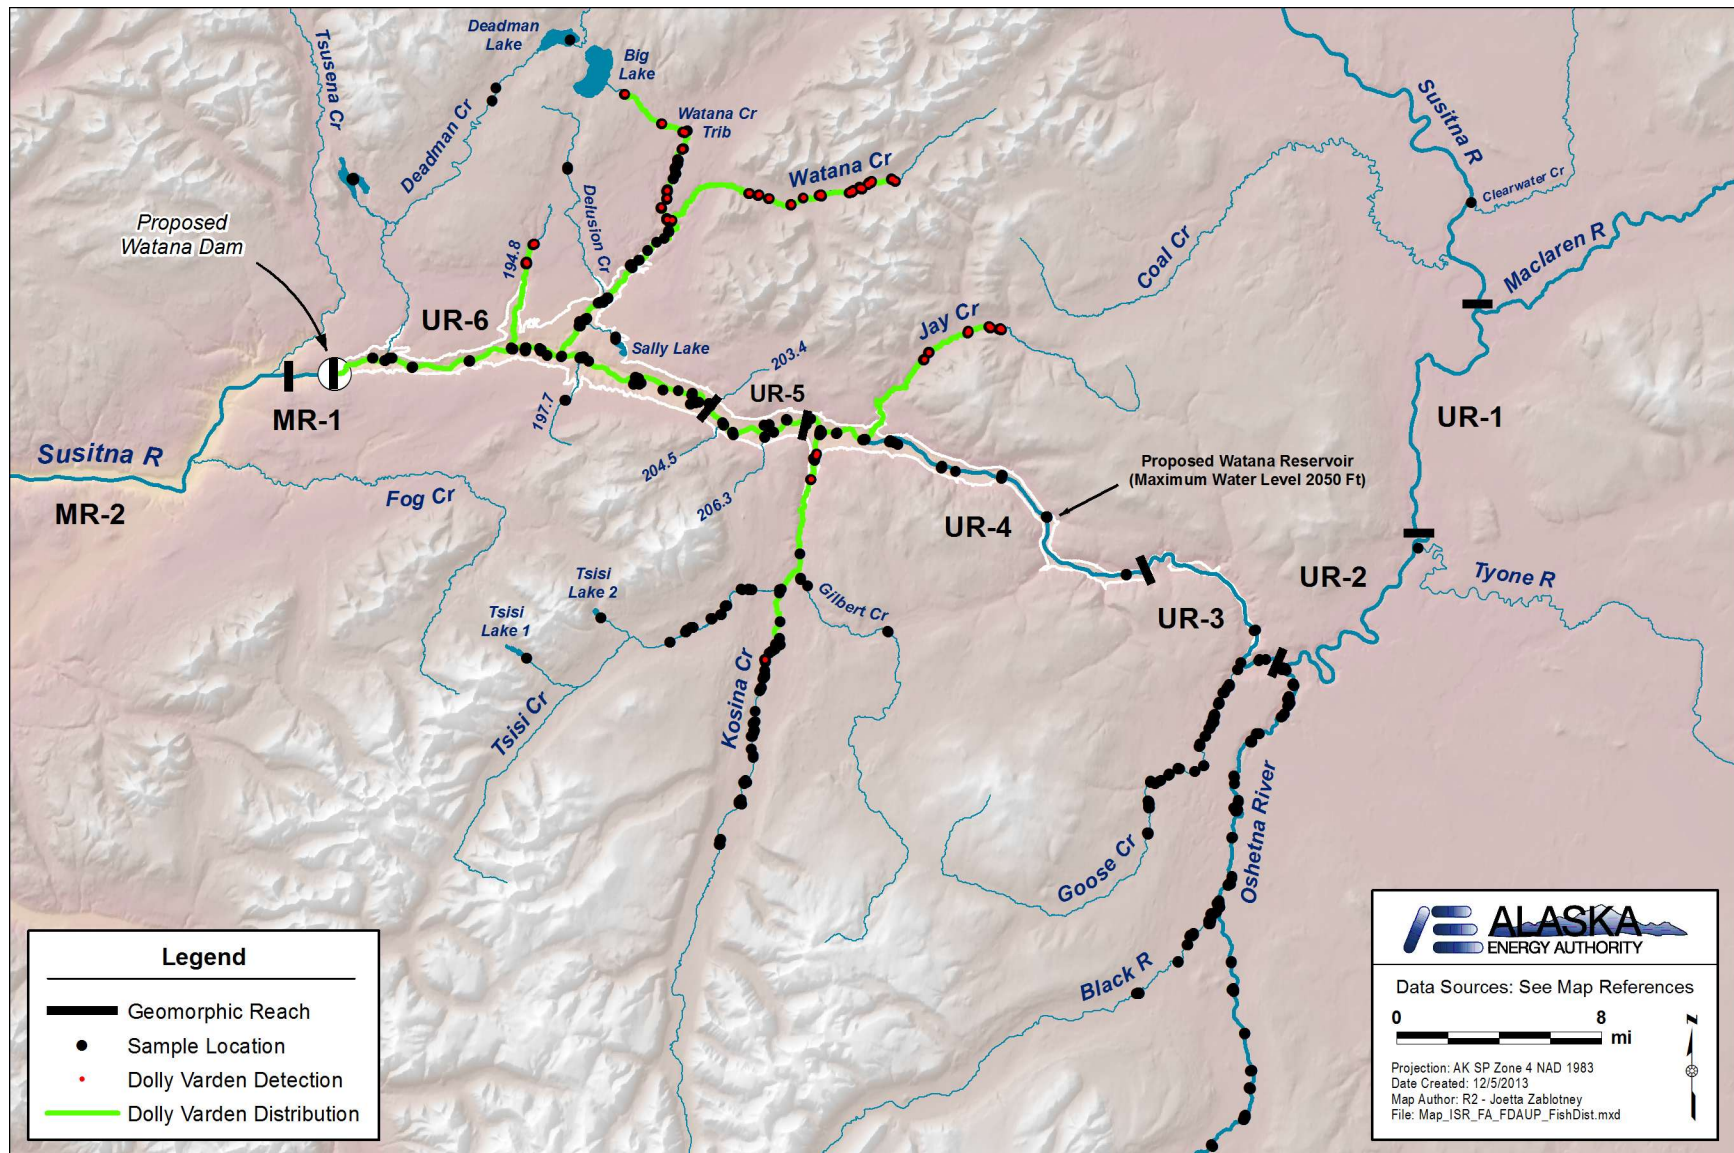 Deadman
Lake
Big
Lake
Tsusena Cr
Deadman Cr
Watana Cr
Trib
Watana Cr
Susitna R
Clearwater Cr
Maclaren R
Coal Cr
Delusion Cr
194.8
Proposed
Watana Dam
UR-6
Sally Lake
203.4
Jay Cr
UR-5
UR-1
MR-1
197.7
Susitna R
MR-2
Fog Cr
204.5
206.3
Proposed Watana Reservoir
(Maximum Water Level 2050 Ft)
UR-4
UR-2
Tyone R
UR-3
Tsisi
Lake 2
Tsisi
Lake 1
Gilbert Cr
Kosina Cr
Tsisi Cr
Goose Cr
Oshetna River
Black R
Legend
Geomorphic Reach
Sample Location
Dolly Varden Detection
Dolly Varden Distribution
ALASKA
ENERGY AUTHORITY
Data Sources: See Map References
0 8
mi
Z
Projection: AK SP Zone 4 NAD 1983
Date Created: 12/5/2013
Map Author: R2 - Joetta Zablotney
File: Map_ISR_FA_FDAUP_FishDist.mxd